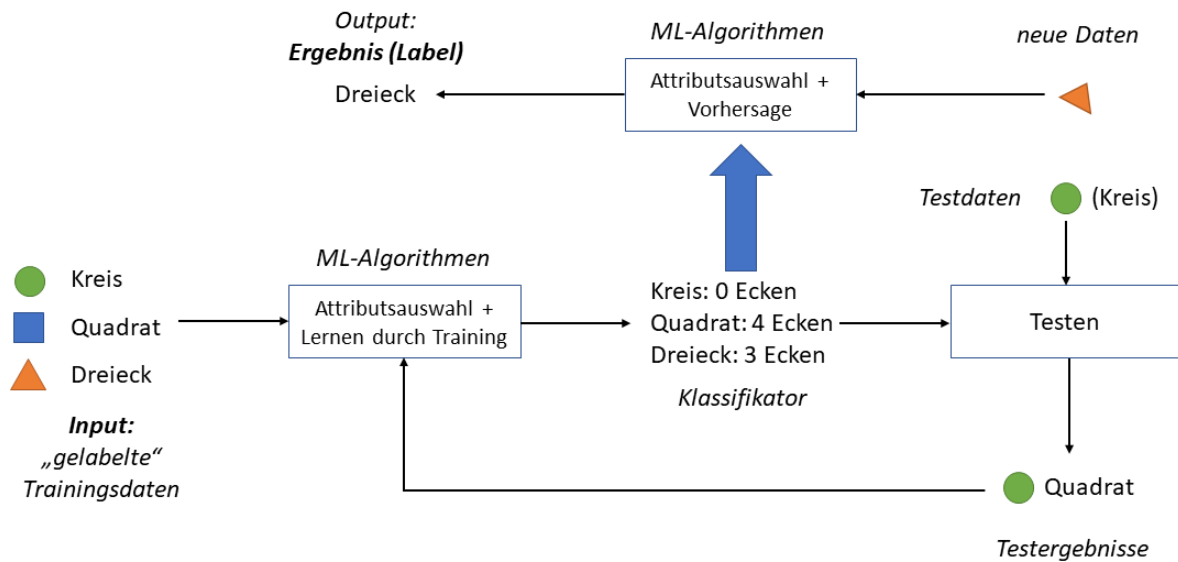 Output:
Ergebnis (Label)
Dreieck
ML-Algorithmen
Attributsauswahl +
Vorhersage
neue Daten
Testdaten
(Kreis)
Kreis
Quadrat
Dreieck
Input:
„gelabelte“
Trainingsdaten
ML-Algorithmen
Attributsauswahl +
Lernen durch Training
Kreis: 0 Ecken
Quadrat: 4 Ecken
Dreieck: 3 Ecken
Klassifikator
Testen
Quadrat
Testergebnisse